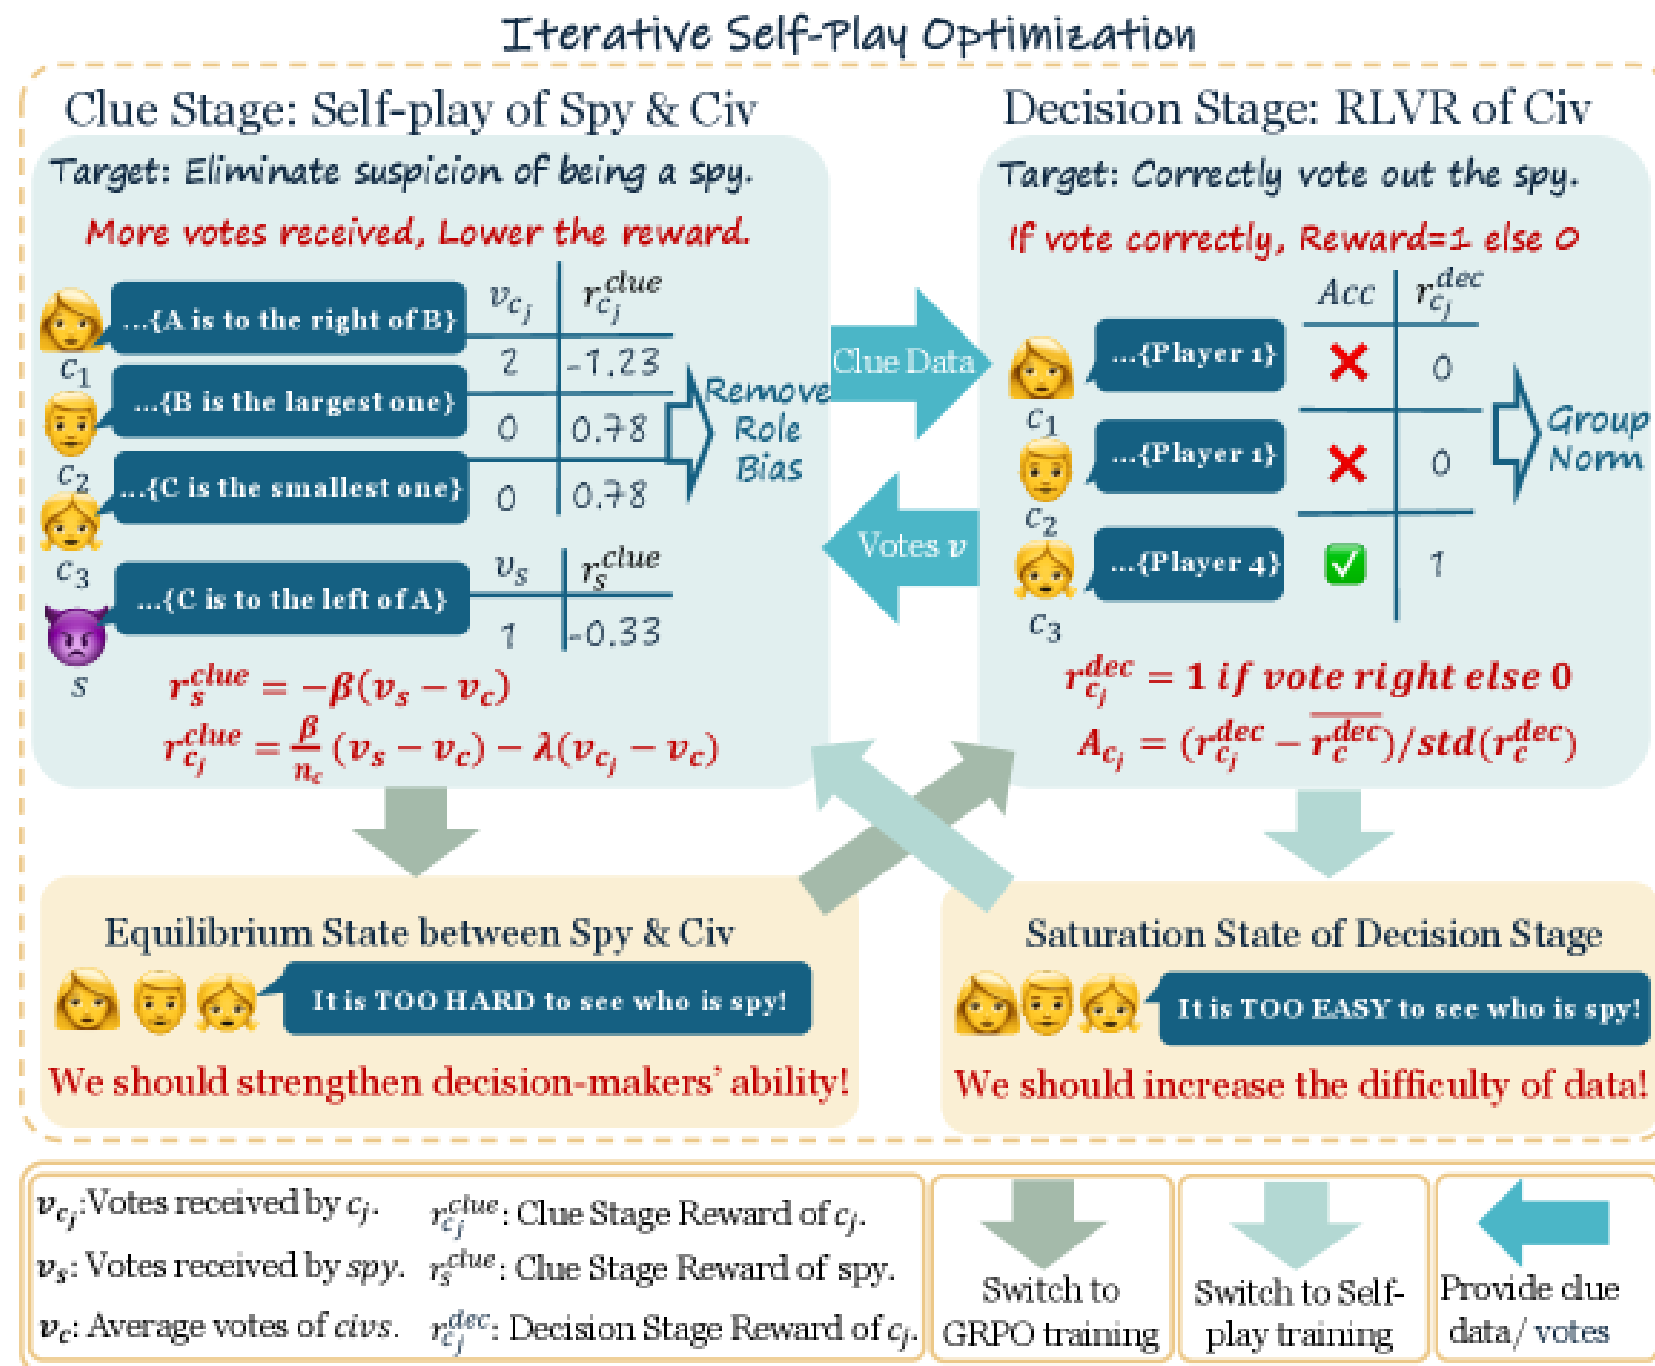 Iterative Self-Play Optimization
Clue Stage: Self-play of Spy & Civ
Target: Eliminate suspicion of being a spy.
More votes received, Lower the reward.
v_{c_j} r_{c_j}^{clue}
...{A is to the right of B}
c_1
2 -1.23
...{B is the largest one}
c_2
0 0.78
...{C is the smallest one}
c_3
0 0.78
v_s r_s^{clue}
...{C is to the left of A}
s
1 -0.33
Remove
Role
Bias
r_s^{clue} = -β(v_s - v_c)
r_{c_j}^{clue} = \frac{β}{n_c}(v_s - v_c) - λ(v_{c_j} - v_c)
Clue Data
Votes v
Decision Stage: RLVR of Civ
Target: Correctly vote out the spy.
If vote correctly, Reward=1 else 0
Acc r_{c_j}^{dec}
...{Player 1}
c_1
❌ 0
...{Player 1}
c_2
❌ 0
...{Player 4}
c_3
✅ 1
Group
Norm
r_{c_j}^{dec} = 1 if vote right else 0
A_{c_j} = (r_{c_j}^{dec} - \overline{r_c^{dec}})/std(r_c^{dec})
Equilibrium State between Spy & Civ
It is TOO HARD to see who is spy!
We should strengthen decision-makers' ability!
Saturation State of Decision Stage
It is TOO EASY to see who is spy!
We should increase the difficulty of data!
v_{c_j}:Votes received by c_j.
v_s: Votes received by spy.
v_c: Average votes of civs.
r_{c_j}^{clue}: Clue Stage Reward of c_j.
r_s^{clue}: Clue Stage Reward of spy.
r_{c_j}^{dec}: Decision Stage Reward of c_j.
Switch to
GRPO training
Switch to Self-
play training
Provide clue
data/ votes